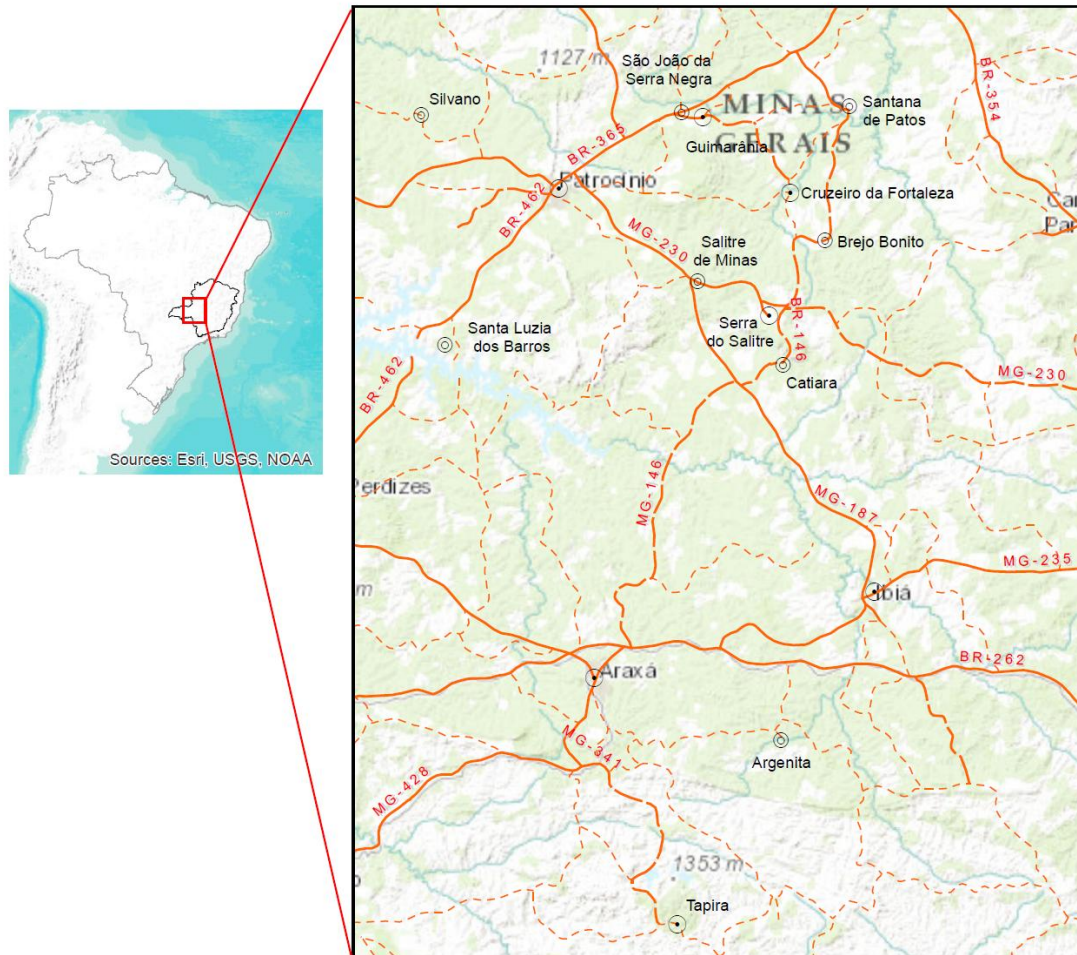 1127 m
São João da
Serra Negra
Silvano
MINAS
GERAIS
Santana
de Patos
BR-354
BR-365
Guimarânia
Patrocínio
BR-462
Cruzeiro da Fortaleza
Car
Par
MG-230
Salitre
de Minas
Brejo Bonito
Santa Luzia
dos Barros
Serra
do Salitre
BR-146
BR-462
Catiara
MG-230
Sources: Esri, USGS, NOAA
Perdizes
MG-146
MG-187
MG-235
m
Ibiá
BR-262
Araxá
MG-341
Argenita
MG-428
1353 m
o
Tapira